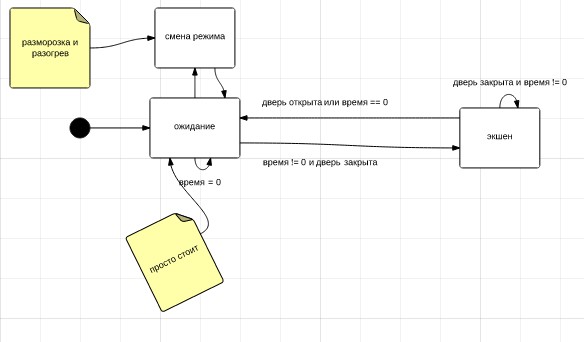 разморозка и
разогрев
смена режима
дверь закрыта и время != 0
дверь открыта или время == 0
ожидание
экшен
время != 0 и дверь закрыта
время = 0
просто стоит